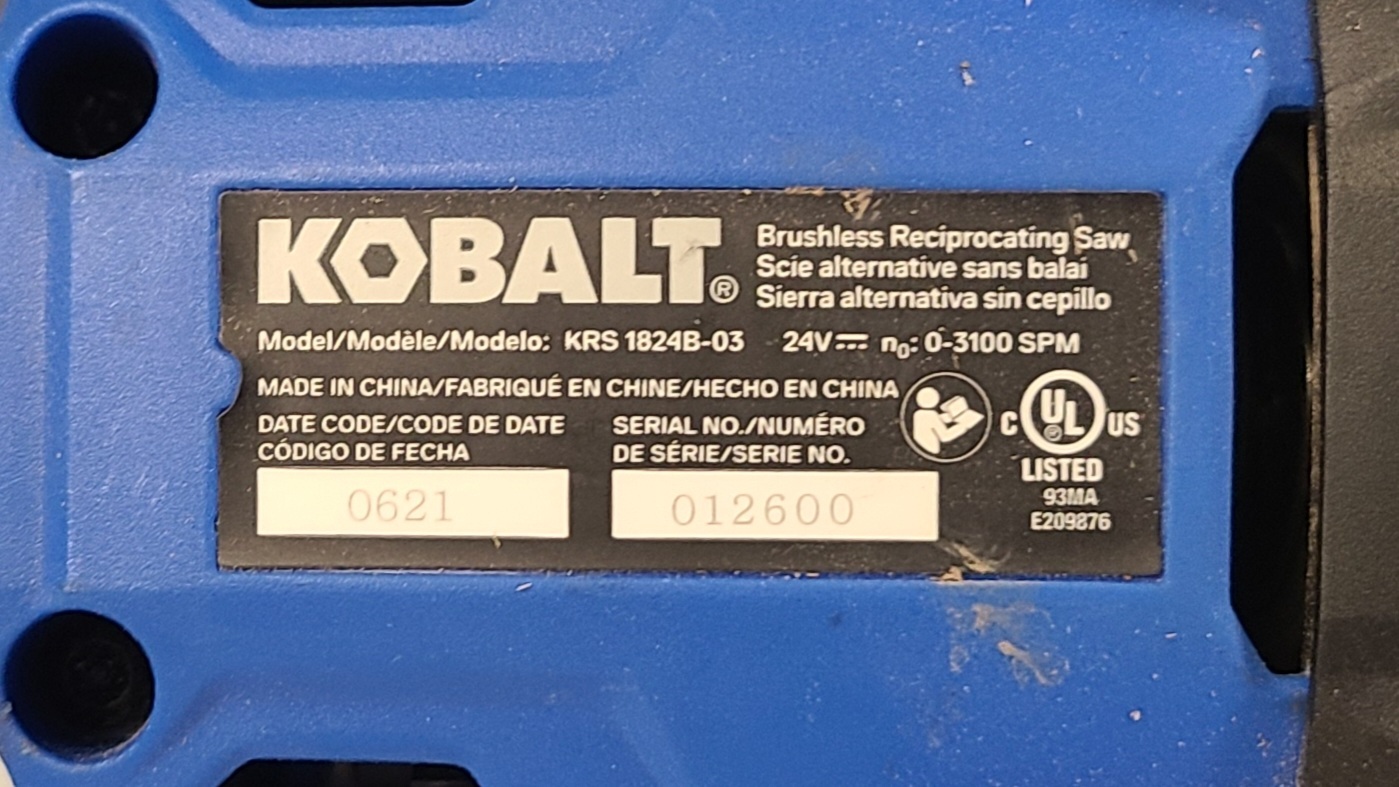 KOBALT®
Brushless Reciprocating Saw
Scie alternative sans balai
Sierra alternativa sin cepillo
Model/Modèle/Modelo: KRS 1824B-03 24V⎓ n₀: 0-3100 SPM
MADE IN CHINA/FABRIQUÉ EN CHINE/HECHO EN CHINA
DATE CODE/CODE DE DATE
CÓDIGO DE FECHA
0621
SERIAL NO./NUMÉRO
DE SÉRIE/SERIE NO.
012600
C UL® US
LISTED
93MA
E209876